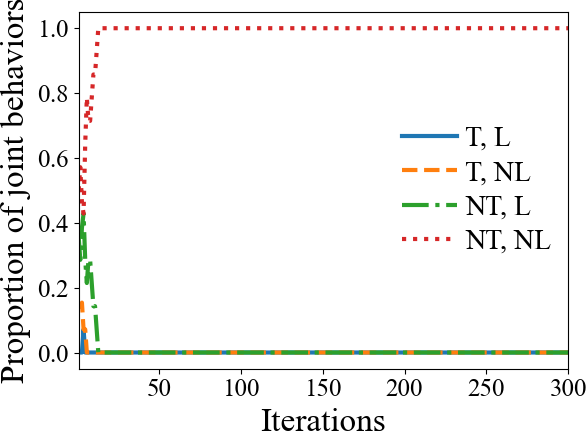 Proportion of joint behaviors
1.0
0.8
0.6
0.4
0.2
0.0
T, L
T, NL
NT, L
NT, NL
50 100 150 200 250 300
Iterations